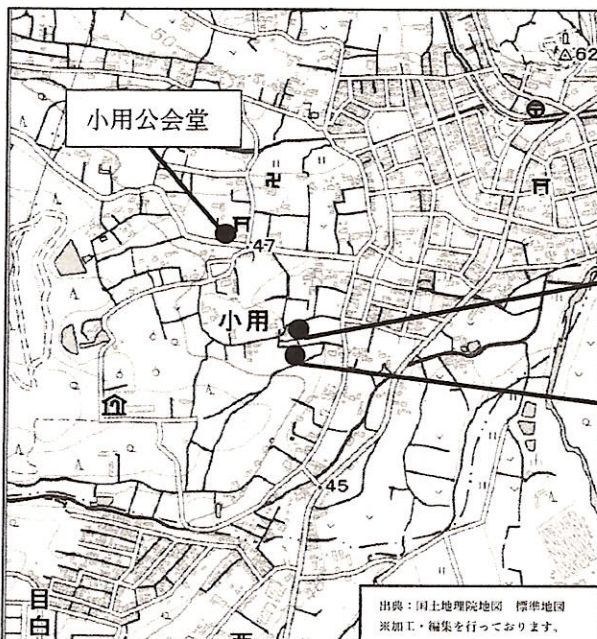 62
小用公会堂
47
小用
45
目白
西
出典：国土地理院地図　標準地図
※加工・編集を行っております。